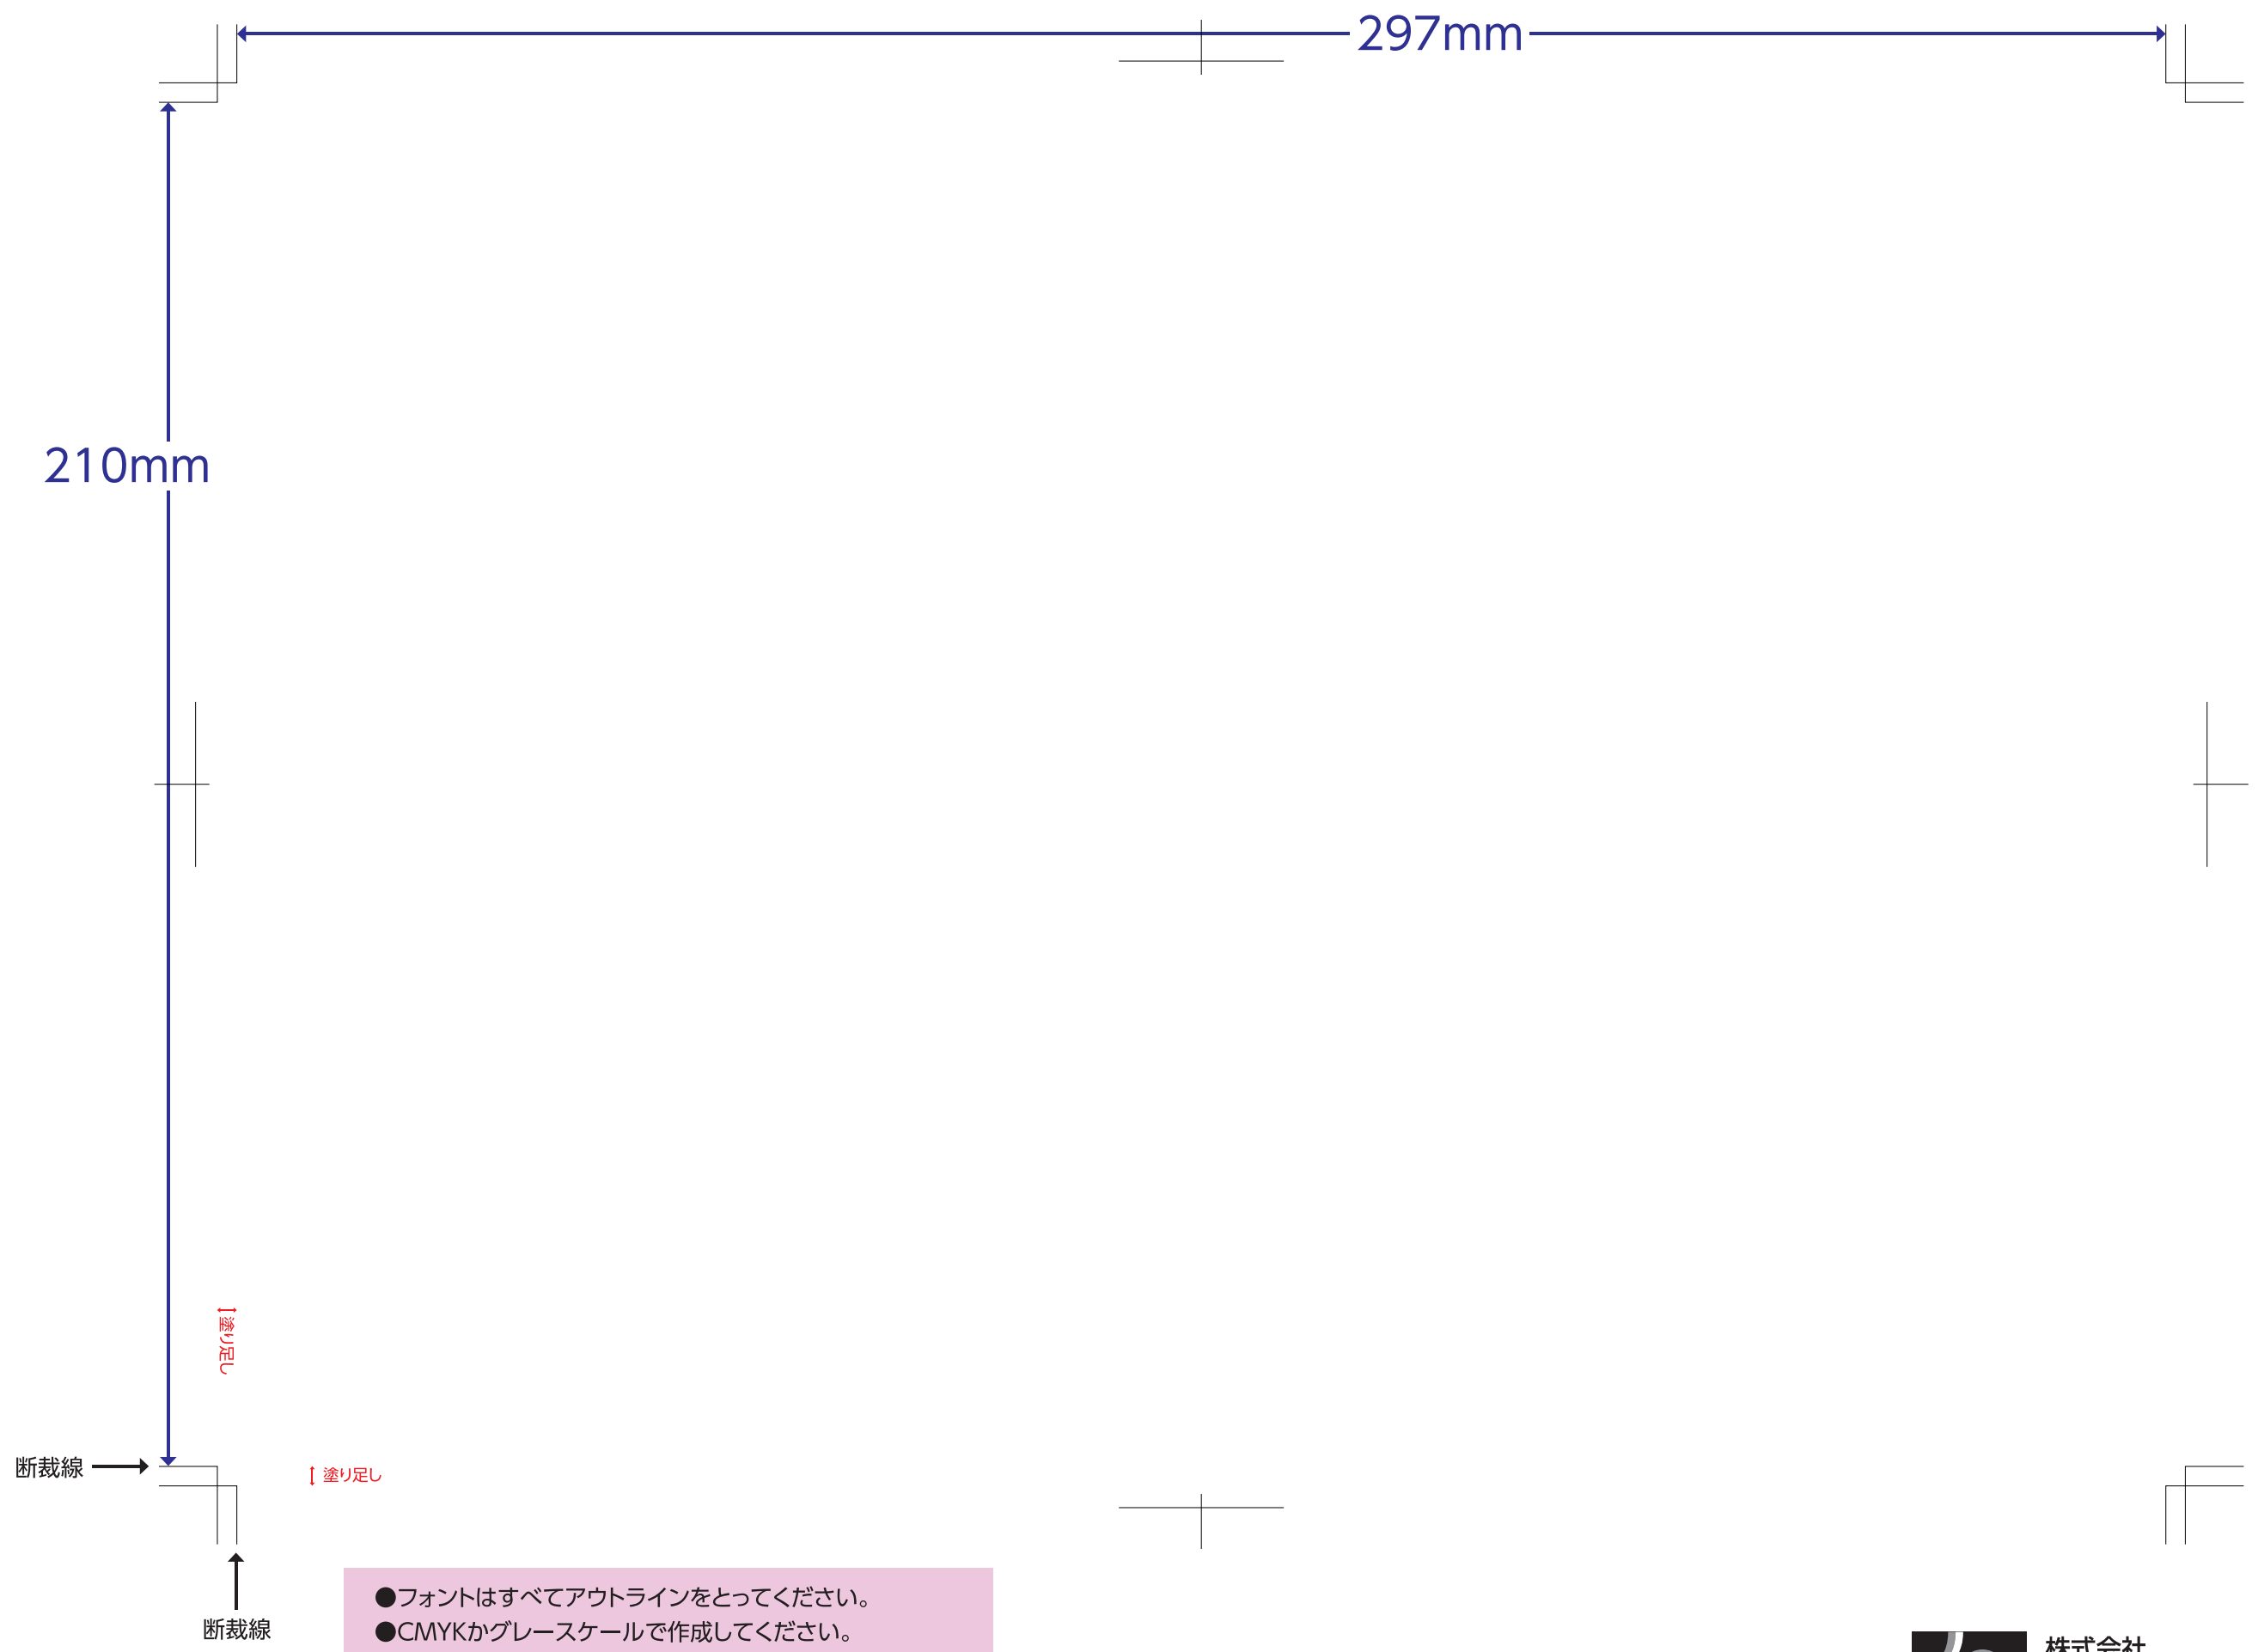 297mm
210mm
塗り足し
断裁線
塗り足し
断裁線
●フォントはすべてアウトラインをとってください。
●CMYKかグレースケールで作成してください。
株式会社